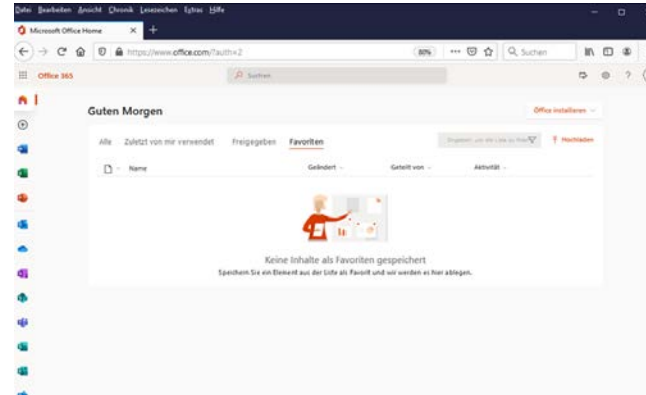 Datei Bearbeiten Ansicht Chronik Lesezeichen Extras Hilfe
Microsoft Office Home
https://www.office.com/?auth=2 80% Suchen
Office 365 Suchen
Guten Morgen Office installieren
Alle Zuletzt von mir verwendet Freigegeben Favoriten Hochladen
Name Geändert Geteilt von Aktivität
Keine Inhalte als Favoriten gespeichert
Speichern Sie ein Element aus der Liste als Favorit und wir werden es hier ablegen.